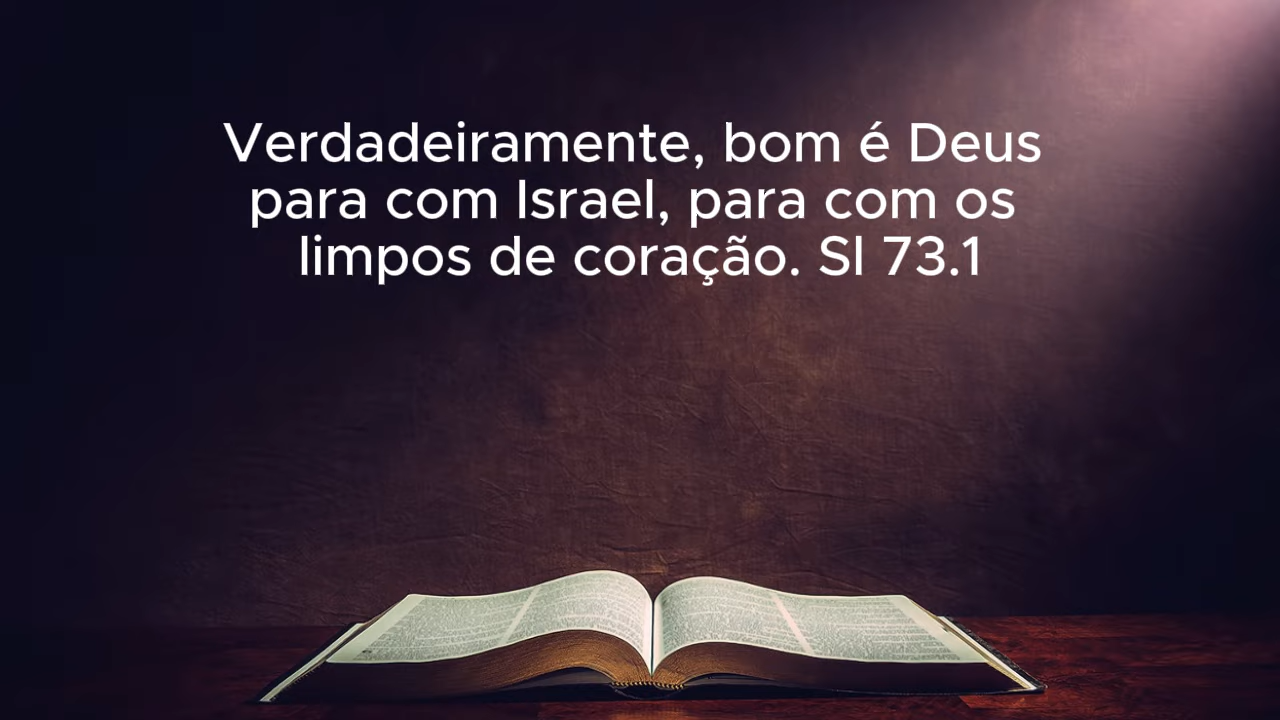 Verdadeiramente, bom é Deus
para com Israel, para com os
limpos de coração. Sl 73.1